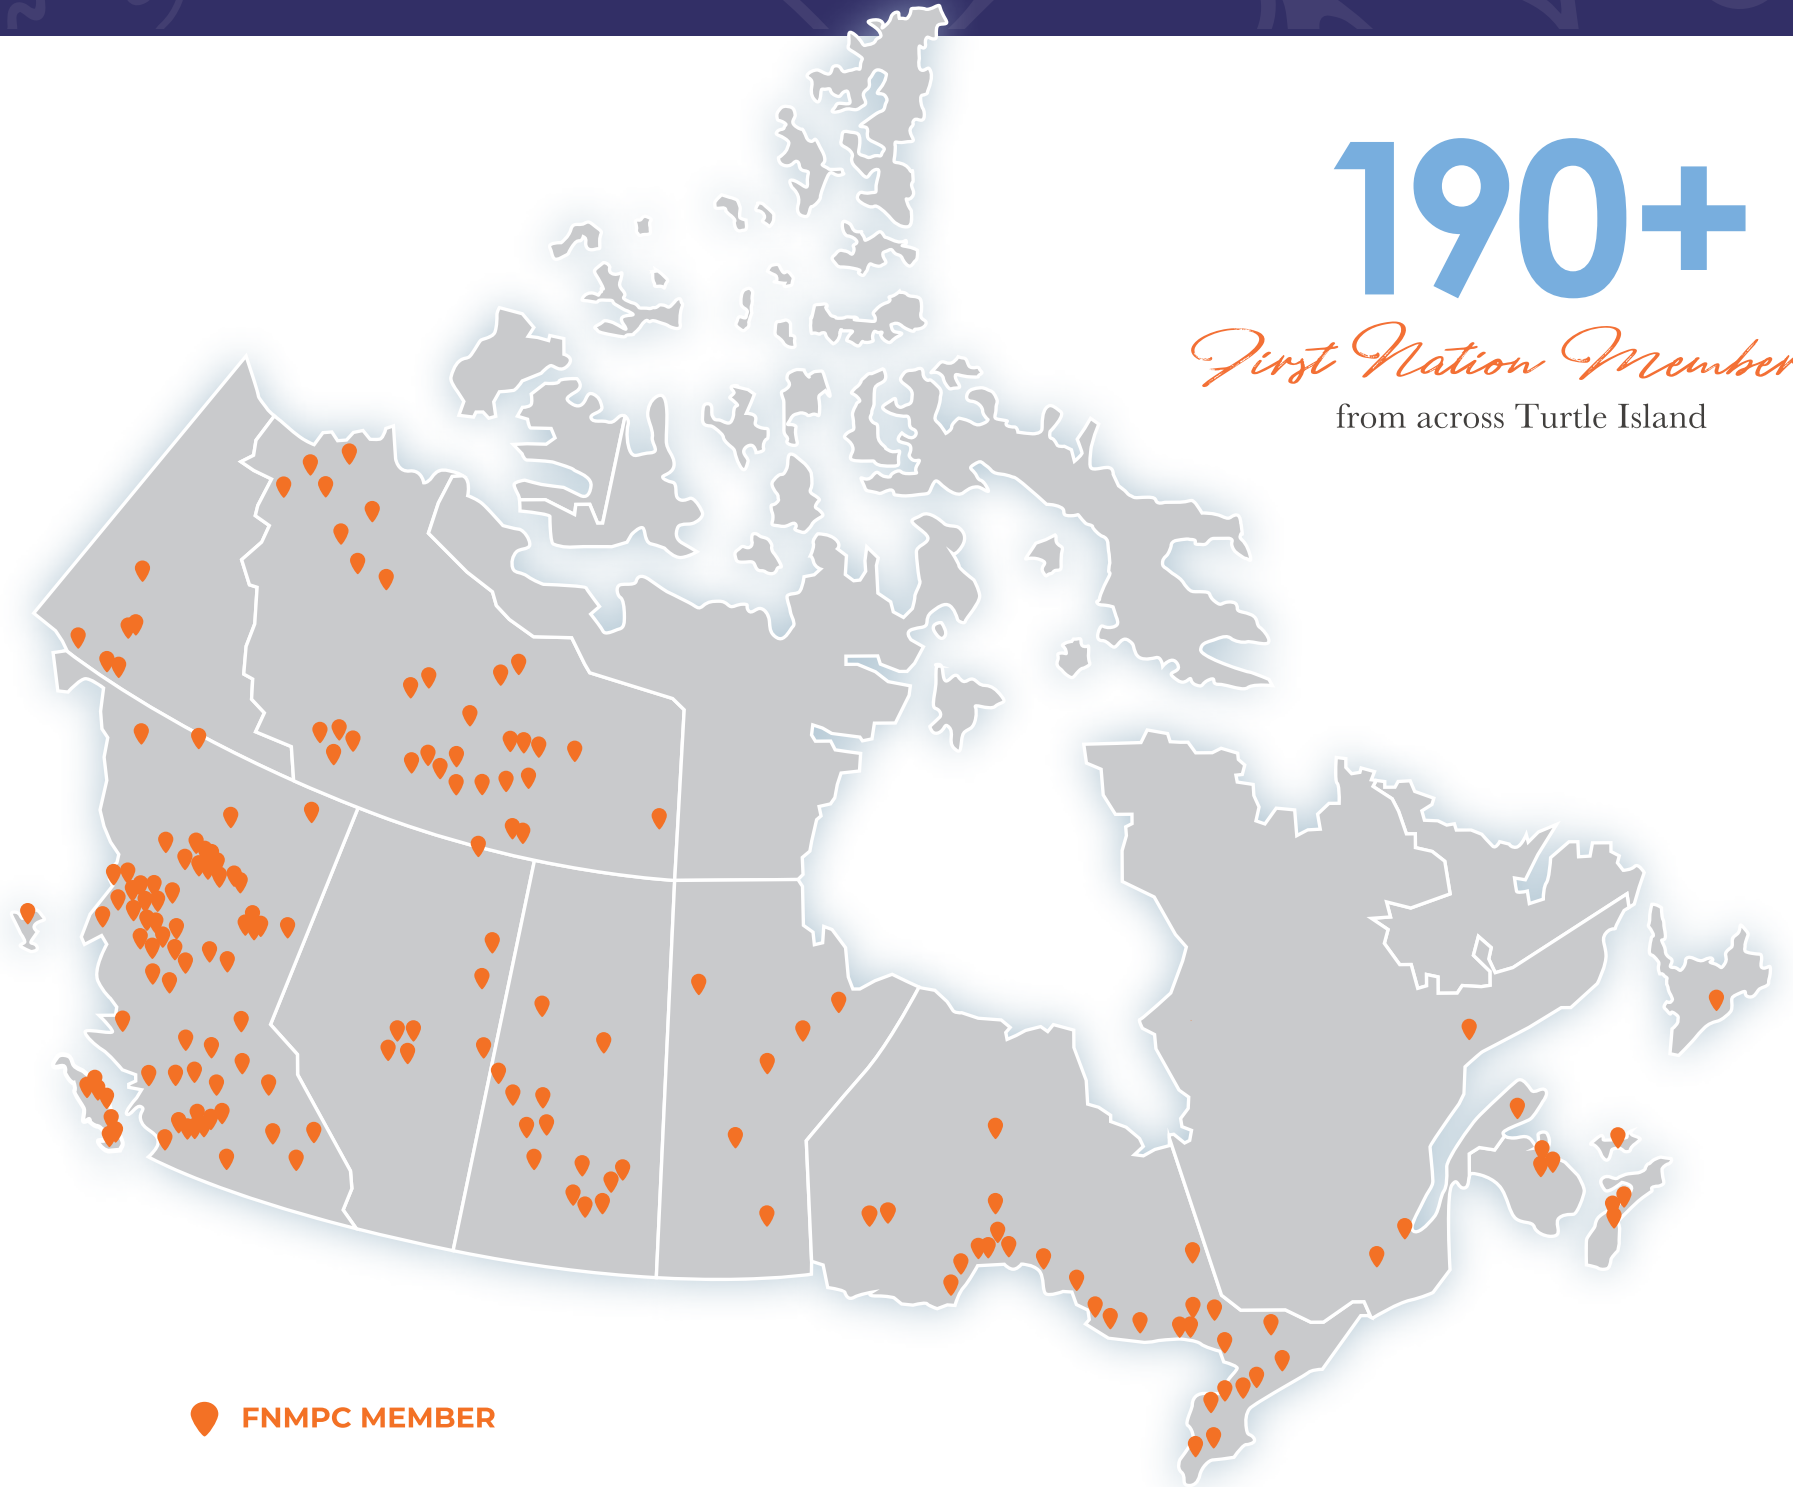 190+
First Nation Member
from across Turtle Island
FNMPC MEMBER